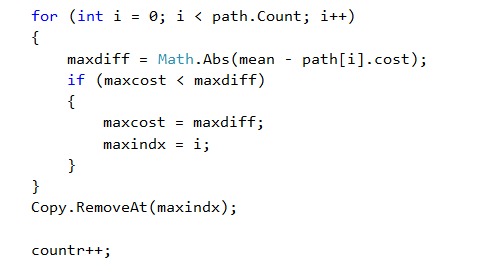 for (int i = 0; i < path.Count; i++)
{
    maxdiff = Math.Abs(mean - path[i].cost);
    if (maxcost < maxdiff)
    {
        maxcost = maxdiff;
        maxindx = i;
    }
}
Copy.RemoveAt(maxindx);

countr++;